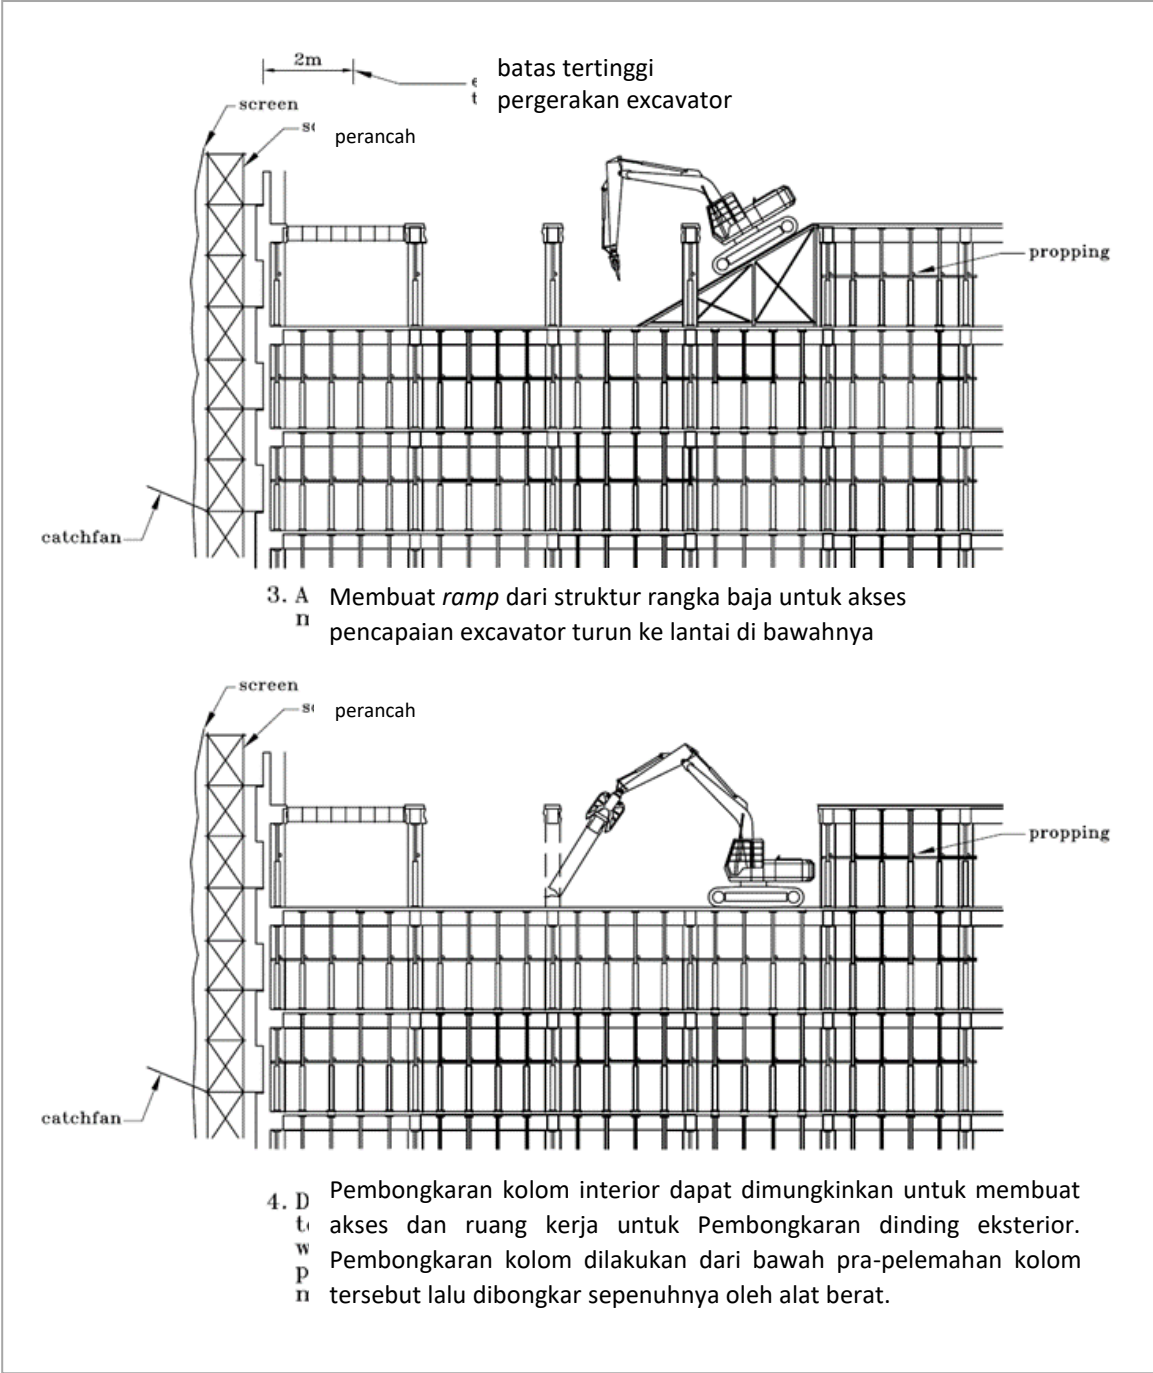 2m
batas tertinggi
pergerakan excavator
screen
perancah
propping
catchfan
3. A Membuat ramp dari struktur rangka baja untuk akses
pencapaian excavator turun ke lantai di bawahnya
screen
perancah
propping
catchfan
4. D Pembongkaran kolom interior dapat dimungkinkan untuk membuat
akses dan ruang kerja untuk Pembongkaran dinding eksterior.
Pembongkaran kolom dilakukan dari bawah pra-pelemahan kolom
tersebut lalu dibongkar sepenuhnya oleh alat berat.